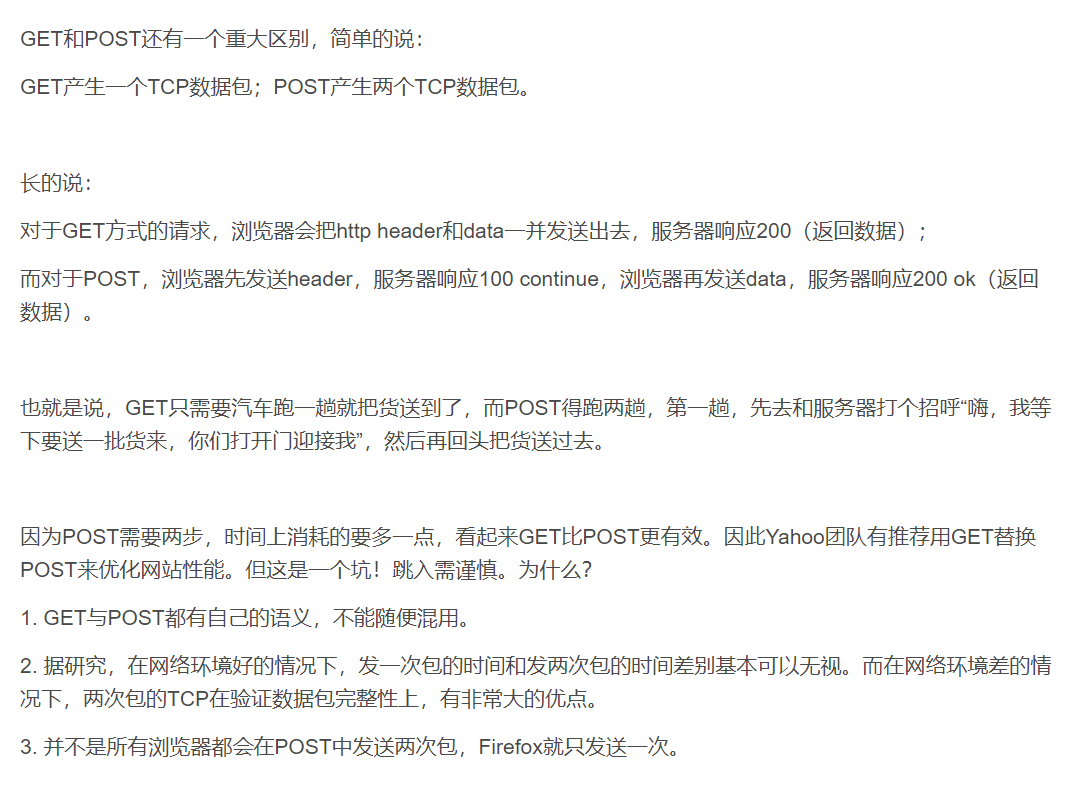 GET和POST还有一个重大区别，简单的说：
GET产生一个TCP数据包；POST产生两个TCP数据包。
长的说：
对于GET方式的请求，浏览器会把http header和data一并发送出去，服务器响应200（返回数据）；
而对于POST，浏览器先发送header，服务器响应100 continue，浏览器再发送data，服务器响应200 ok（返回
数据）。
也就是说，GET只需要汽车跑一趟就把货送到了，而POST得跑两趟，第一趟，先去和服务器打个招呼“嗨，我等
下要送一批货来，你们打开门迎接我”，然后再回头把货送过去。
因为POST需要两步，时间上消耗的要多一点，看起来GET比POST更有效。因此Yahoo团队有推荐用GET替换
POST来优化网站性能。但这是一个坑！跳入需谨慎。为什么？
1. GET与POST都有自己的语义，不能随便混用。
2. 据研究，在网络环境好的情况下，发一次包的时间和发两次包的时间差别基本可以无视。而在网络环境差的情
况下，两次包的TCP在验证数据包完整性上，有非常大的优点。
3. 并不是所有浏览器都会在POST中发送两次包，Firefox就只发送一次。